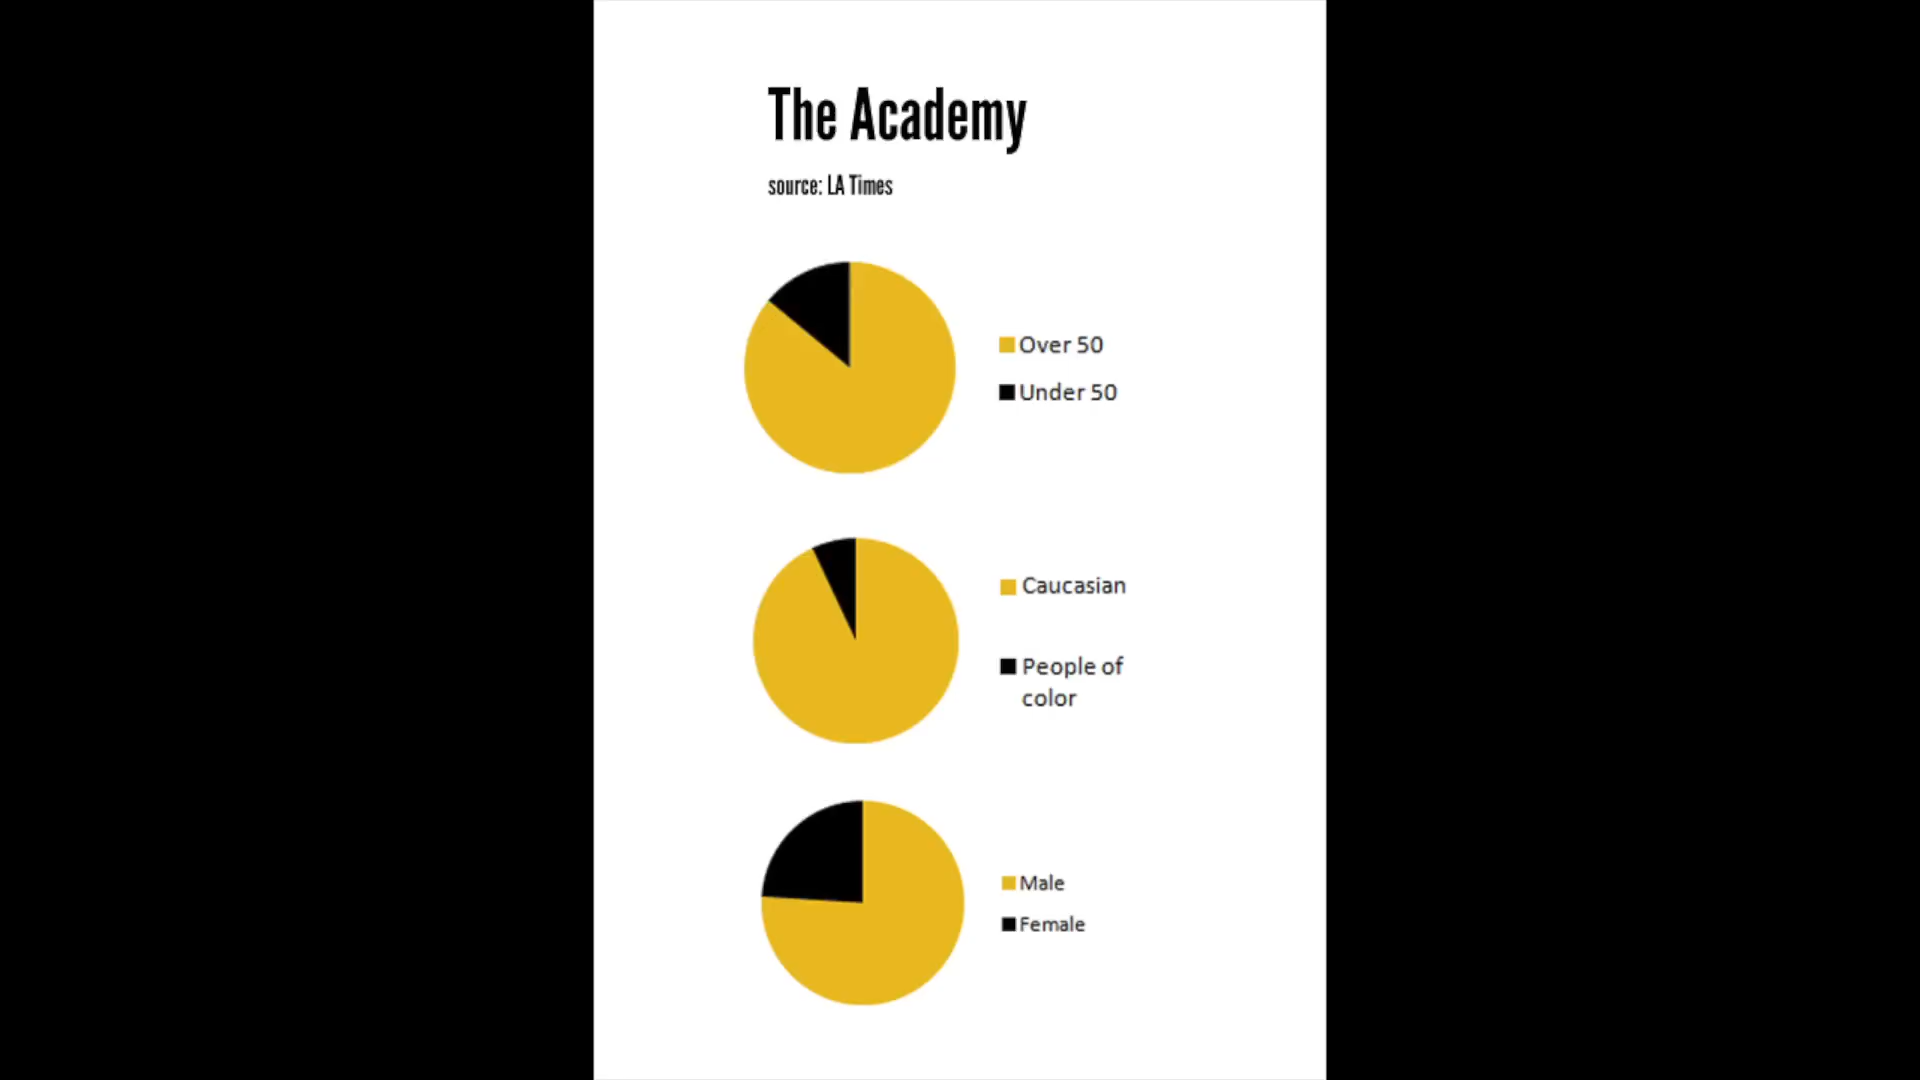 The Academy
source: LA Times
Over 50
Under 50
Caucasian
People of
color
Male
Female